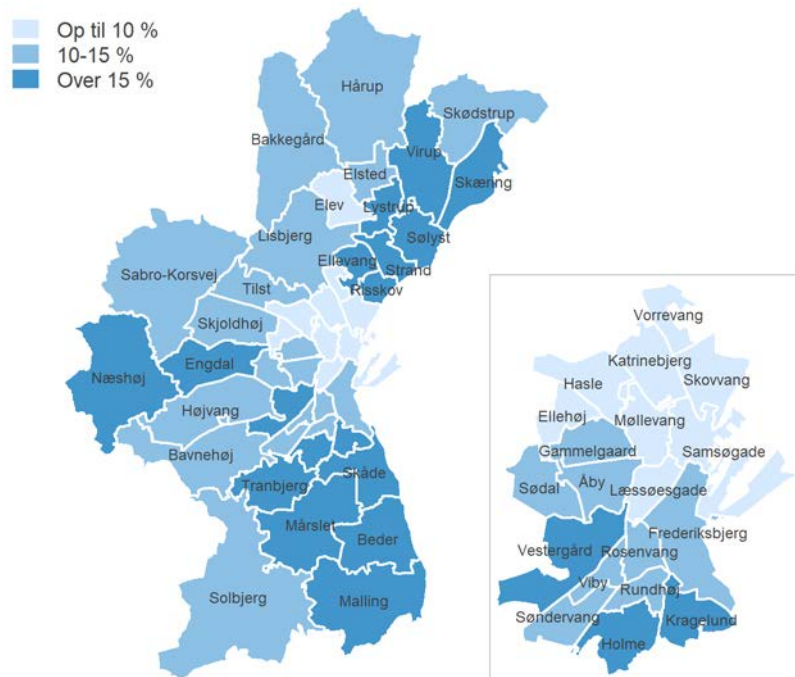 Op til 10 %
10-15 %
Over 15 %
Hårup
Skødstrup
Bakkegård
Virup
Elsted
Skæring
Elev
Lystrup
Lisbjerg
Sølyst
Ellevang
Strand
Sabro-Korsvej
Tilst
Risskov
Skjoldhøj
Engdal
Næshøj
Højvang
Bavnehøj
Skåde
Tranbjerg
Mårslet
Beder
Solbjerg
Malling
Vorrevang
Katrinebjerg
Hasle
Skovvang
Ellehøj
Møllevang
Gammelgaard
Samsøgade
Sødal
Åby
Læssøesgade
Frederiksbjerg
Vestergård
Rosenvang
Viby
Rundhøj
Søndervang
Kragelund
Holme